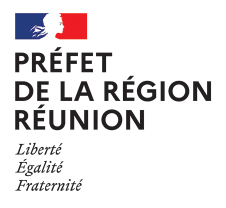 PRÉFET
DE LA RÉGION
RÉUNION
Liberté
Égalité
Fraternité